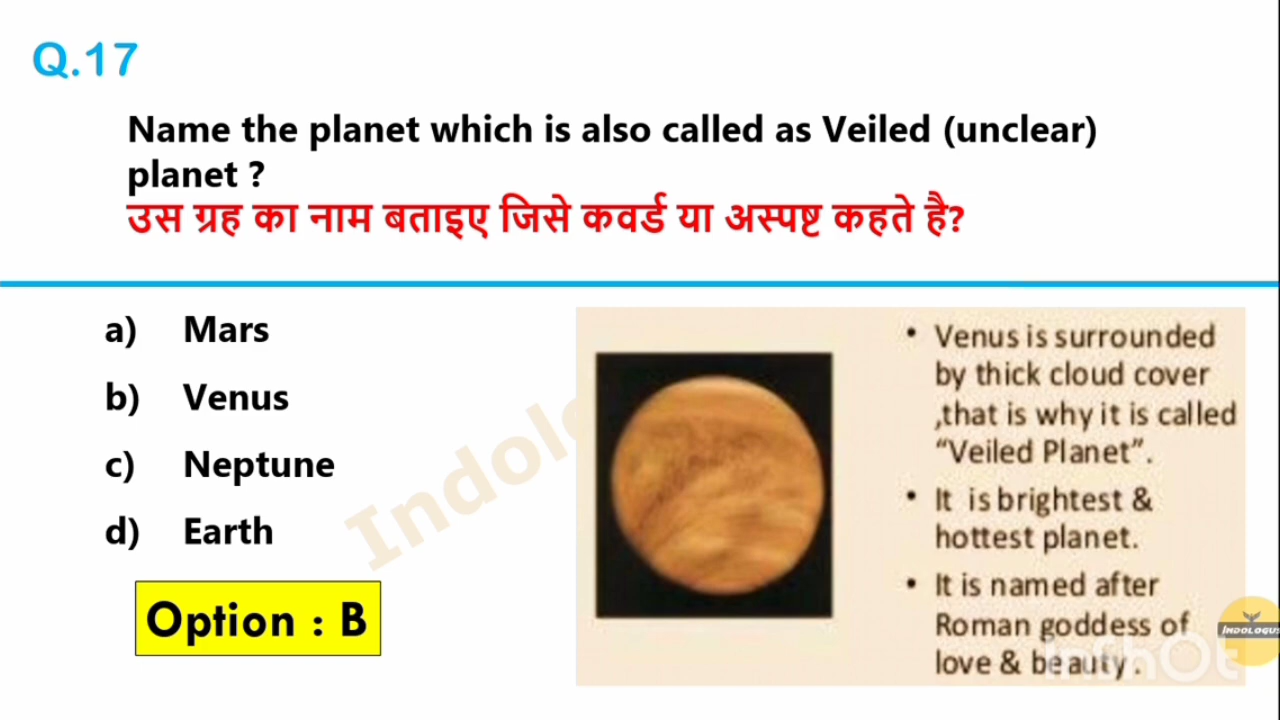 Q.17
Name the planet which is also called as Veiled (unclear)
planet ?
उस ग्रह का नाम बताइए जिसे कवर्ड या अस्पष्ट कहते है?
a) Mars
b) Venus
c) Neptune
d) Earth
Option : B
• Venus is surrounded
by thick cloud cover
,that is why it is called
“Veiled Planet”.
• It is brightest &
hottest planet.
• It is named after
Roman goddess of
love & beauty .
INDOLOGUS